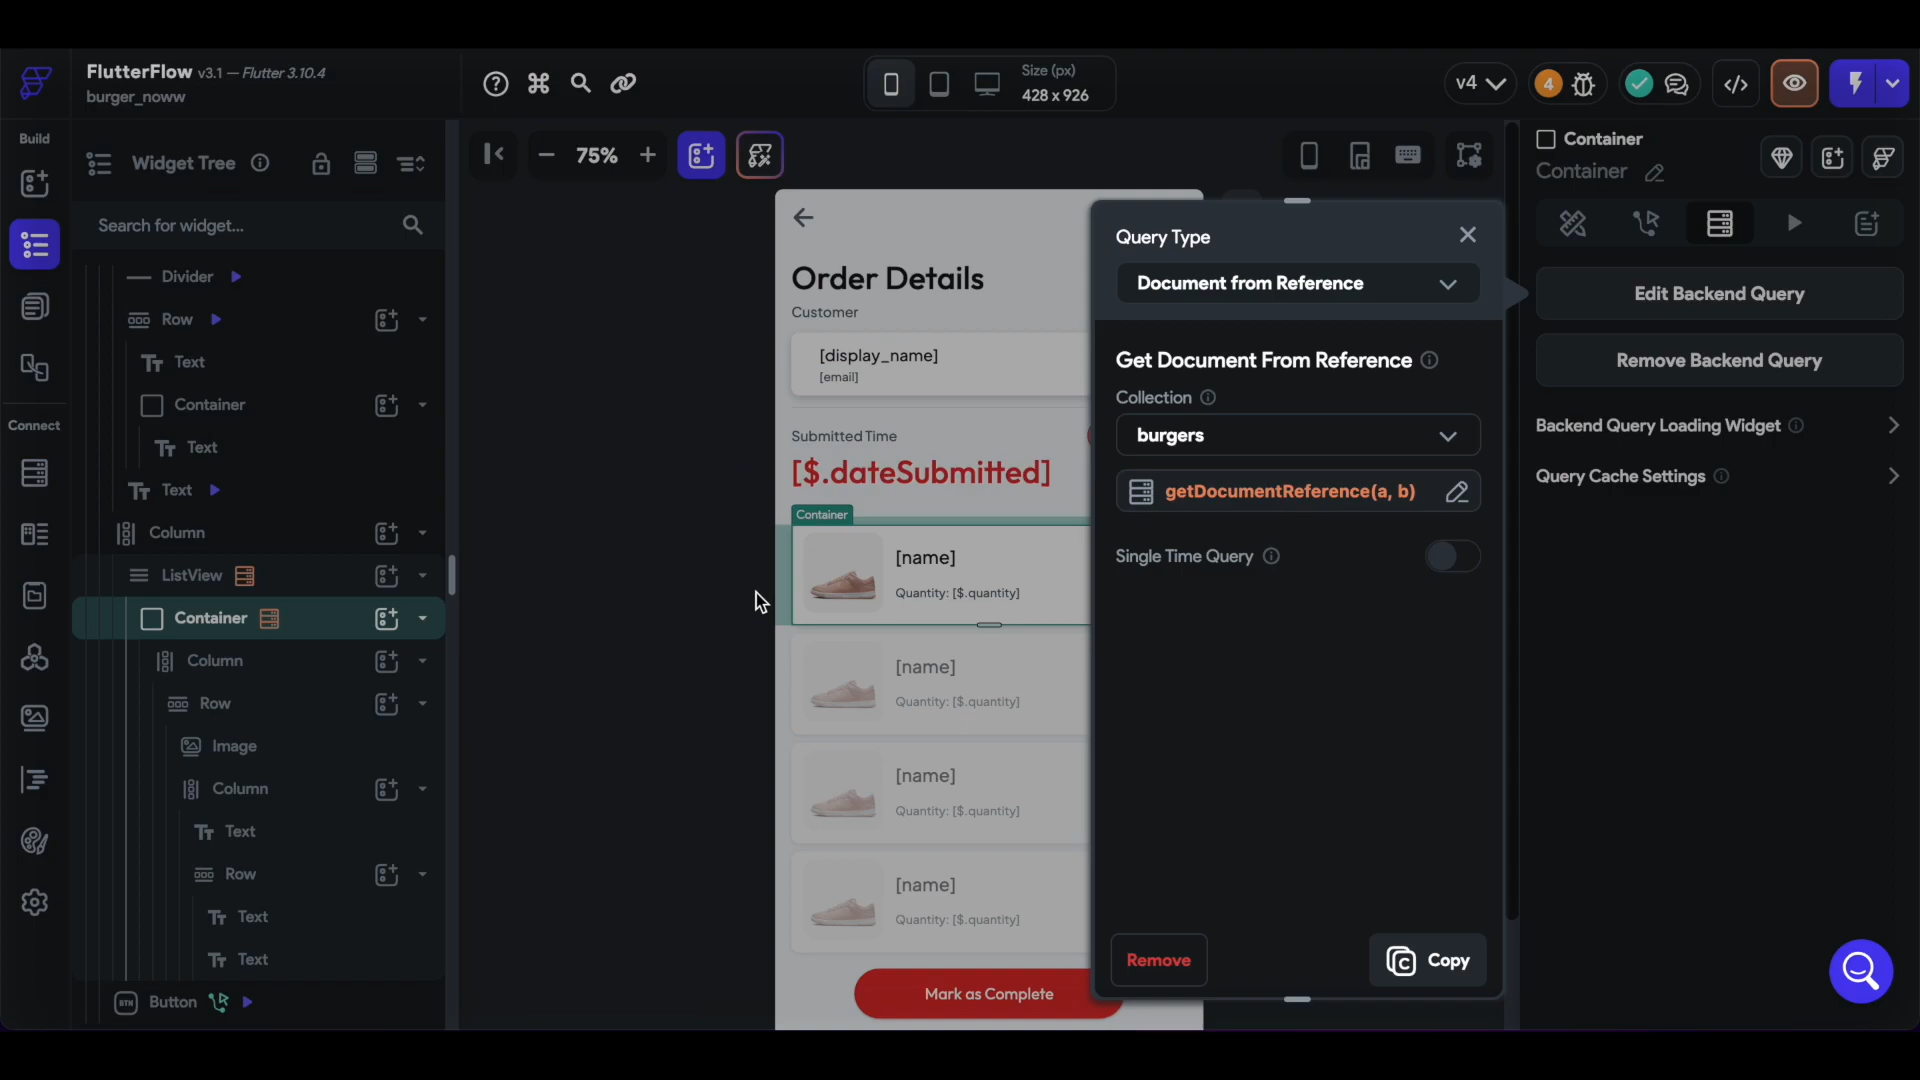 FlutterFlow v3.1 — Flutter 3.10.4
burger_noww
Size (px)
428 x 926
v4
4
Build
Connect
Widget Tree
Search for widget...
Divider
Row
Text
Container
Text
Text
Column
ListView
Container
Column
Row
Image
Column
Text
Row
Text
Text
BTN Button
75%
Order Details
Customer
[display_name]
[email]
Submitted Time
[$.dateSubmitted]
Container
[name]
Quantity: [$.quantity]
[name]
Quantity: [$.quantity]
[name]
Quantity: [$.quantity]
[name]
Quantity: [$.quantity]
Mark as Complete
Query Type
Document from Reference
Get Document From Reference
Collection
burgers
getDocumentReference(a, b)
Single Time Query
Remove
Copy
Container
Container
Edit Backend Query
Remove Backend Query
Backend Query Loading Widget
Query Cache Settings